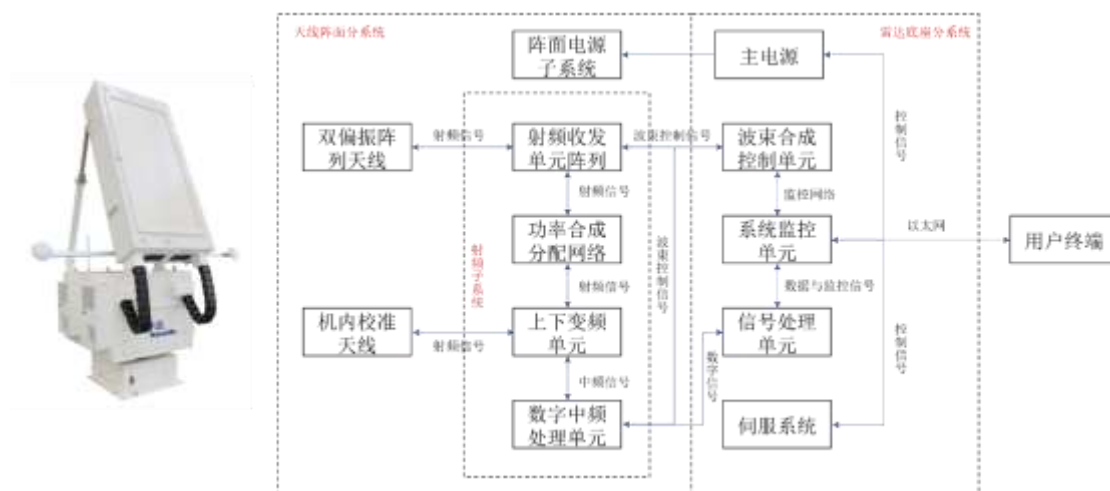 天线阵面分系统
雷达底座分系统
阵面电源
子系统
主电源
控制信号
双偏振阵
列天线
射频信号
射频收发
单元阵列
波束控制信号
波束合成
控制单元
射频信号
监控网络
功率合成
分配网络
波束控制信号
系统监控
单元
以太网
用户终端
射频子系统
射频信号
数据与监控信号
机内校准
天线
射频信号
上下变频
单元
信号处理
单元
控制信号
数字信号
中频信号
数字中频
处理单元
伺服系统